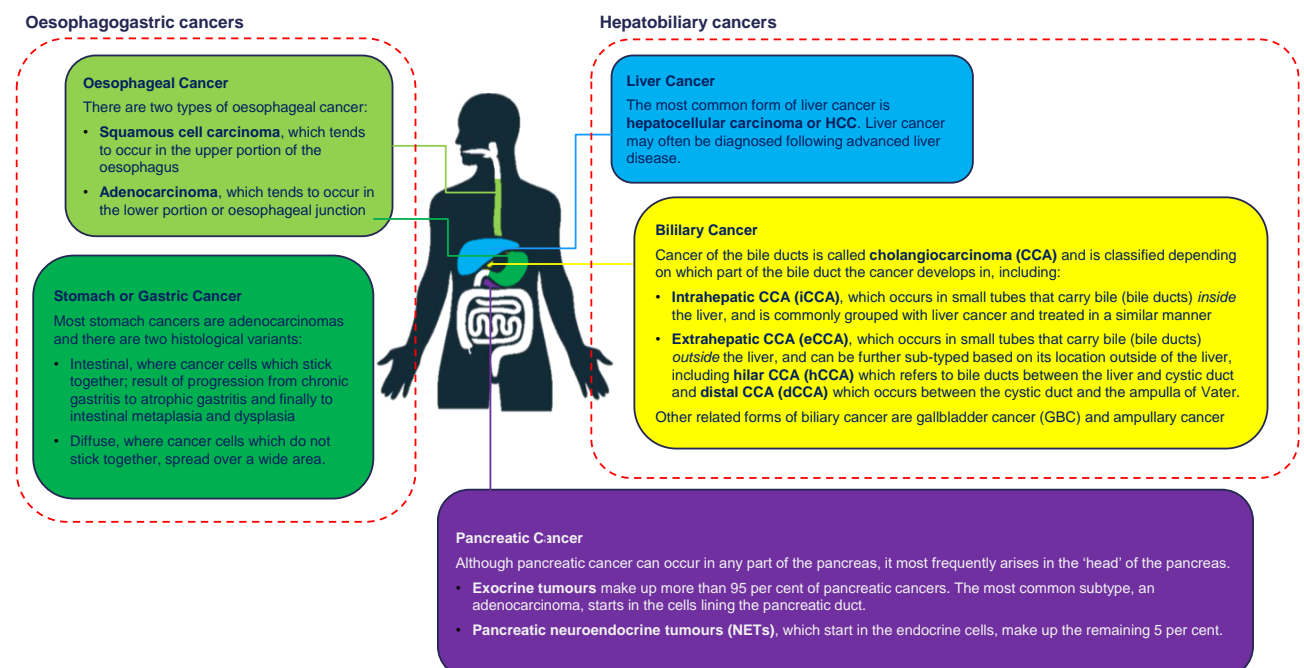 Oesophagogastric cancers
Oesophageal Cancer
There are two types of oesophageal cancer:
• Squamous cell carcinoma, which tends
to occur in the upper portion of the
oesophagus
• Adenocarcinoma, which tends to occur in
the lower portion or oesophageal junction
Stomach or Gastric Cancer
Most stomach cancers are adenocarcinomas
and there are two histological variants:
• Intestinal, where cancer cells which stick
together; result of progression from chronic
gastritis to atrophic gastritis and finally to
intestinal metaplasia and dysplasia
• Diffuse, where cancer cells which do not
stick together, spread over a wide area.
Hepatobiliary cancers
Liver Cancer
The most common form of liver cancer is
hepatocellular carcinoma or HCC. Liver cancer
may often be diagnosed following advanced liver
disease.
Bililary Cancer
Cancer of the bile ducts is called cholangiocarcinoma (CCA) and is classified depending
on which part of the bile duct the cancer develops in, including:
• Intrahepatic CCA (iCCA), which occurs in small tubes that carry bile (bile ducts) inside
the liver, and is commonly grouped with liver cancer and treated in a similar manner
• Extrahepatic CCA (eCCA), which occurs in small tubes that carry bile (bile ducts)
outside the liver, and can be further sub-typed based on its location outside of the liver,
including hilar CCA (hCCA) which refers to bile ducts between the liver and cystic duct
and distal CCA (dCCA) which occurs between the cystic duct and the ampulla of Vater.
Other related forms of biliary cancer are gallbladder cancer (GBC) and ampullary cancer
Pancreatic Cancer
Although pancreatic cancer can occur in any part of the pancreas, it most frequently arises in the ‘head’ of the pancreas.
• Exocrine tumours make up more than 95 per cent of pancreatic cancers. The most common subtype, an
adenocarcinoma, starts in the cells lining the pancreatic duct.
• Pancreatic neuroendocrine tumours (NETs), which start in the endocrine cells, make up the remaining 5 per cent.